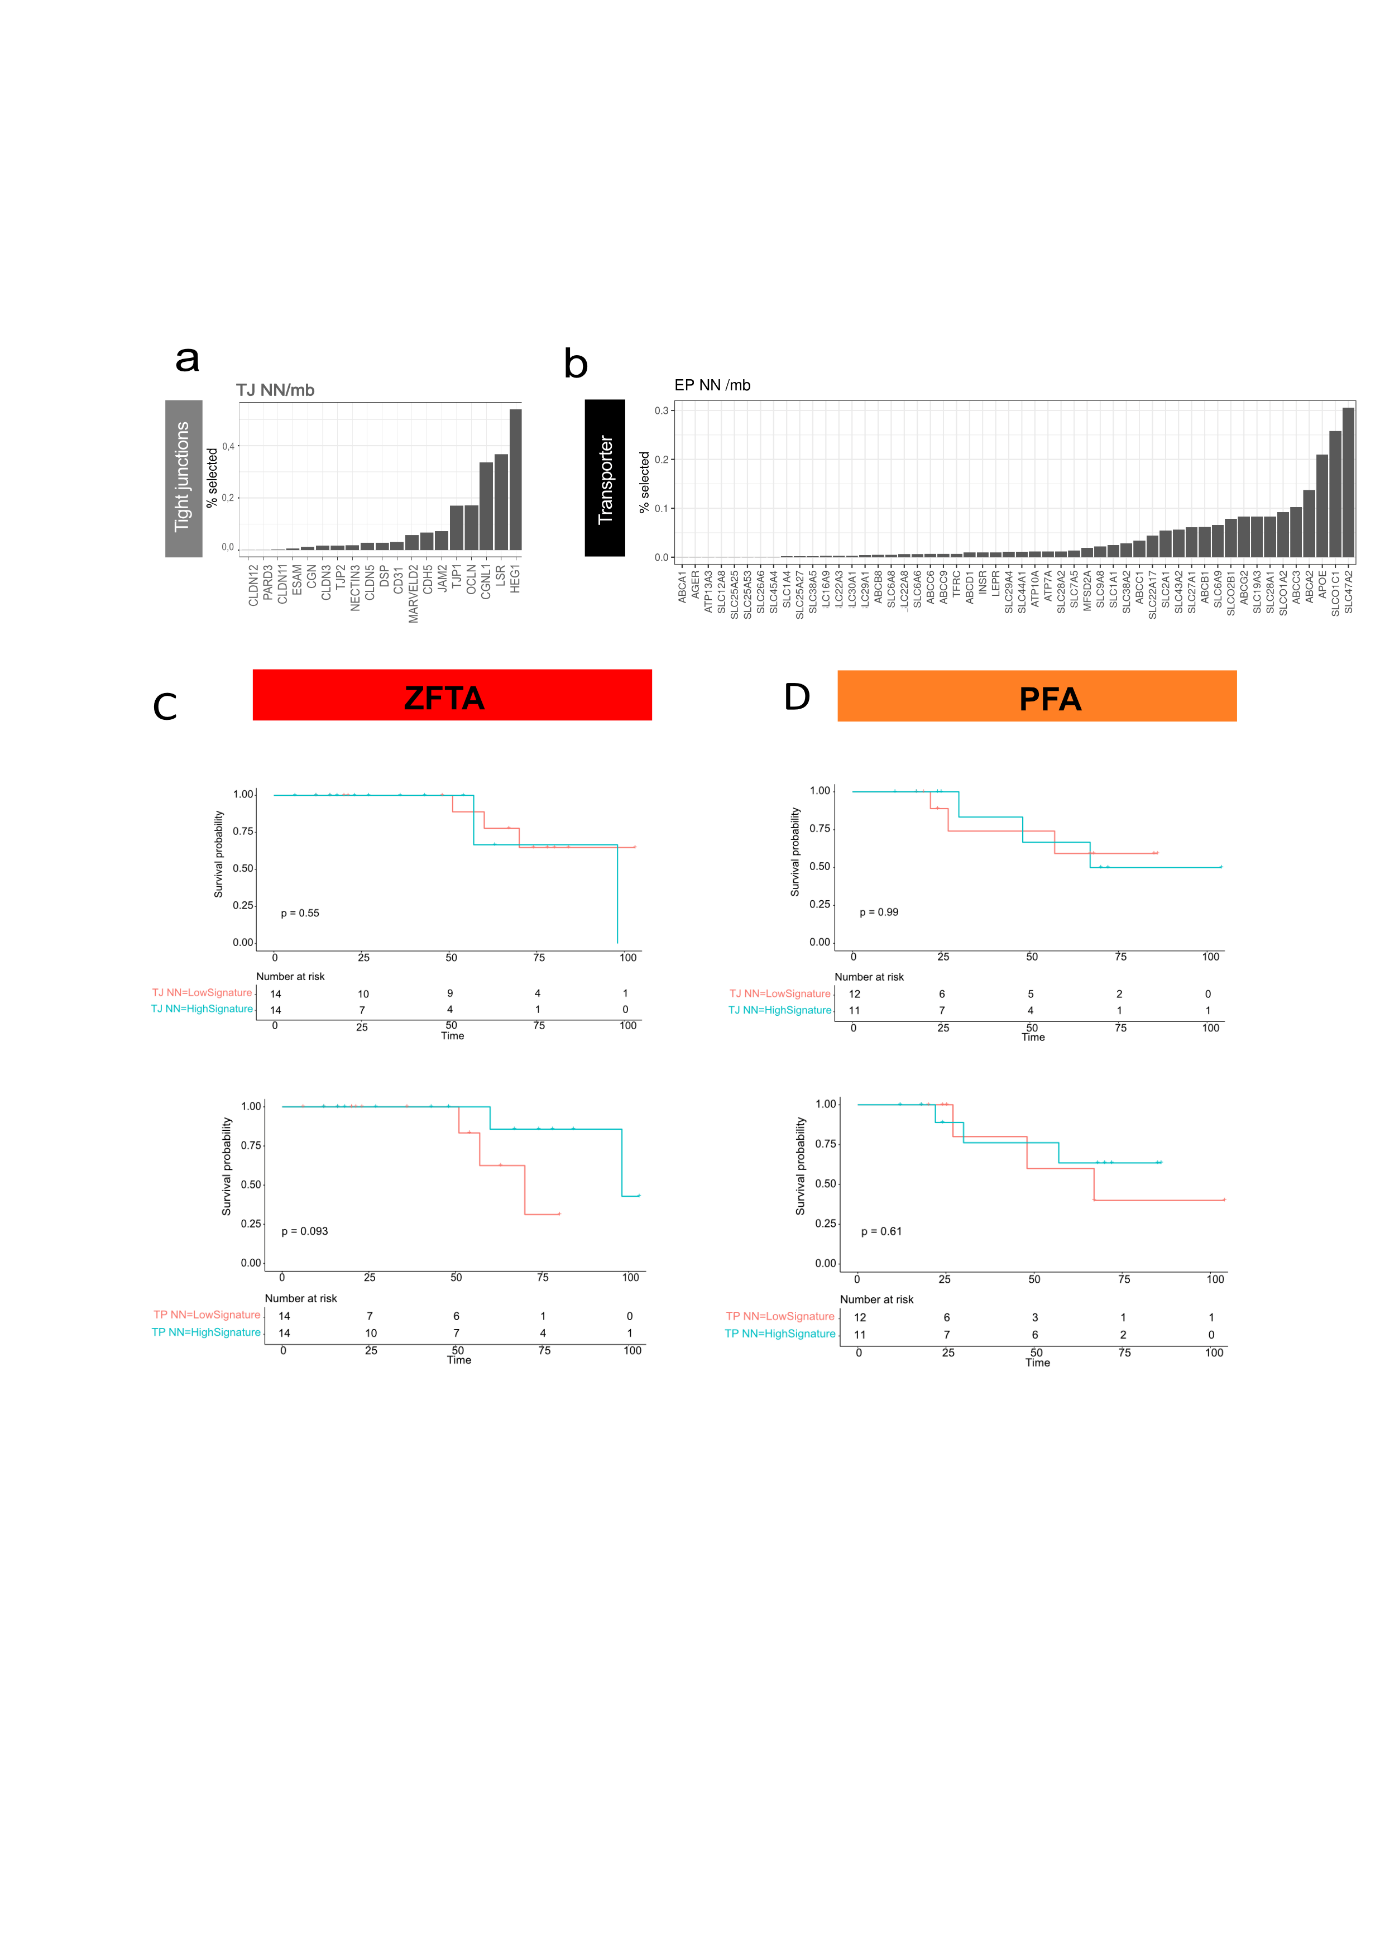 a
b
TJ NN/mb
EP NN /mb
Tight junctions
% selected
0,4
0.2
0,0
CLDN12
PARD3
CLDN11
ESAM
CGN
CLDN3
TJP2
NECTIN3
CLDN5
DSP
CD31
MARVELD2
CDH5
JAM2
TJP1
OCLN
CGNL1
LSR
HEG1
Transporter
% selected
0.3
0.2
0.1
0.0
ABCA1
AGER
ATP13A3
SLC12A8
SLC25A25
SLC25A53
SLC26A6
SLC45A4
SLC1A4
SLC25A27
SLC38A5
LC16A9
LC22A3
LC30A1
LC29A1
ABCB8
SLC6A8
LC22A8
SLC6A6
ABCC6
ABCC9
TFRC
ABCD1
INSR
LEPR
SLC29A4
SLC44A1
ATP10A
ATP7A
SLC28A2
SLC7A5
MFSD2A
SLC9A8
SLC1A1
SLC38A2
ABCC1
SLC22A17
SLC2A1
SLC43A2
SLC27A1
ABCB1
SLC6A9
SLCO2B1
ABCG2
SLC19A3
SLC28A1
SLCO1A2
ABCC3
ABCA2
APOE
SLCO1C1
SLC47A2
C
ZFTA
D
PFA
Survival probability
1.00
0.75
0.50
0.25
0.00
p = 0.55
0 25 50 75 100
Number at risk
TJ NN=LowSignature 14 10 9 4 1
TJ NN=HighSignature 14 7 4 1 0
0 25 50 75 100
Time
Survival probability
1.00
0.75
0.50
0.25
0.00
p = 0.99
0 25 50 75 100
Number at risk
TJ NN=LowSignature 12 6 5 2 0
TJ NN=HighSignature 11 7 4 1 1
0 25 50 75 100
Time
Survival probability
1.00
0.75
0.50
0.25
0.00
p = 0.093
0 25 50 75 100
Number at risk
TP NN=LowSignature 14 7 6 1 0
TP NN=HighSignature 14 10 7 4 1
0 25 50 75 100
Time
Survival probability
1.00
0.75
0.50
0.25
0.00
p = 0.61
0 25 50 75 100
Number at risk
TP NN=LowSignature 12 6 3 1 1
TP NN=HighSignature 11 7 6 2 0
0 25 50 75 100
Time